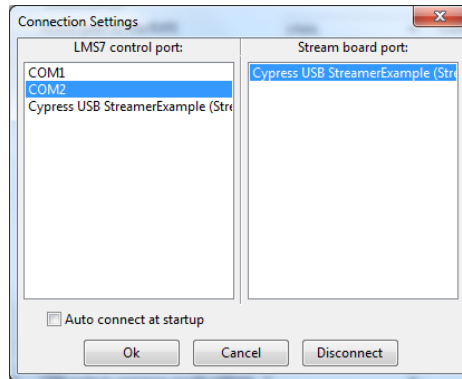 Connection Settings
LMS7 control port:
Stream board port:
COM1
COM2
Cypress USB StreamerExample (Stre
Cypress USB StreamerExample (Stre
Auto connect at startup
Ok
Cancel
Disconnect